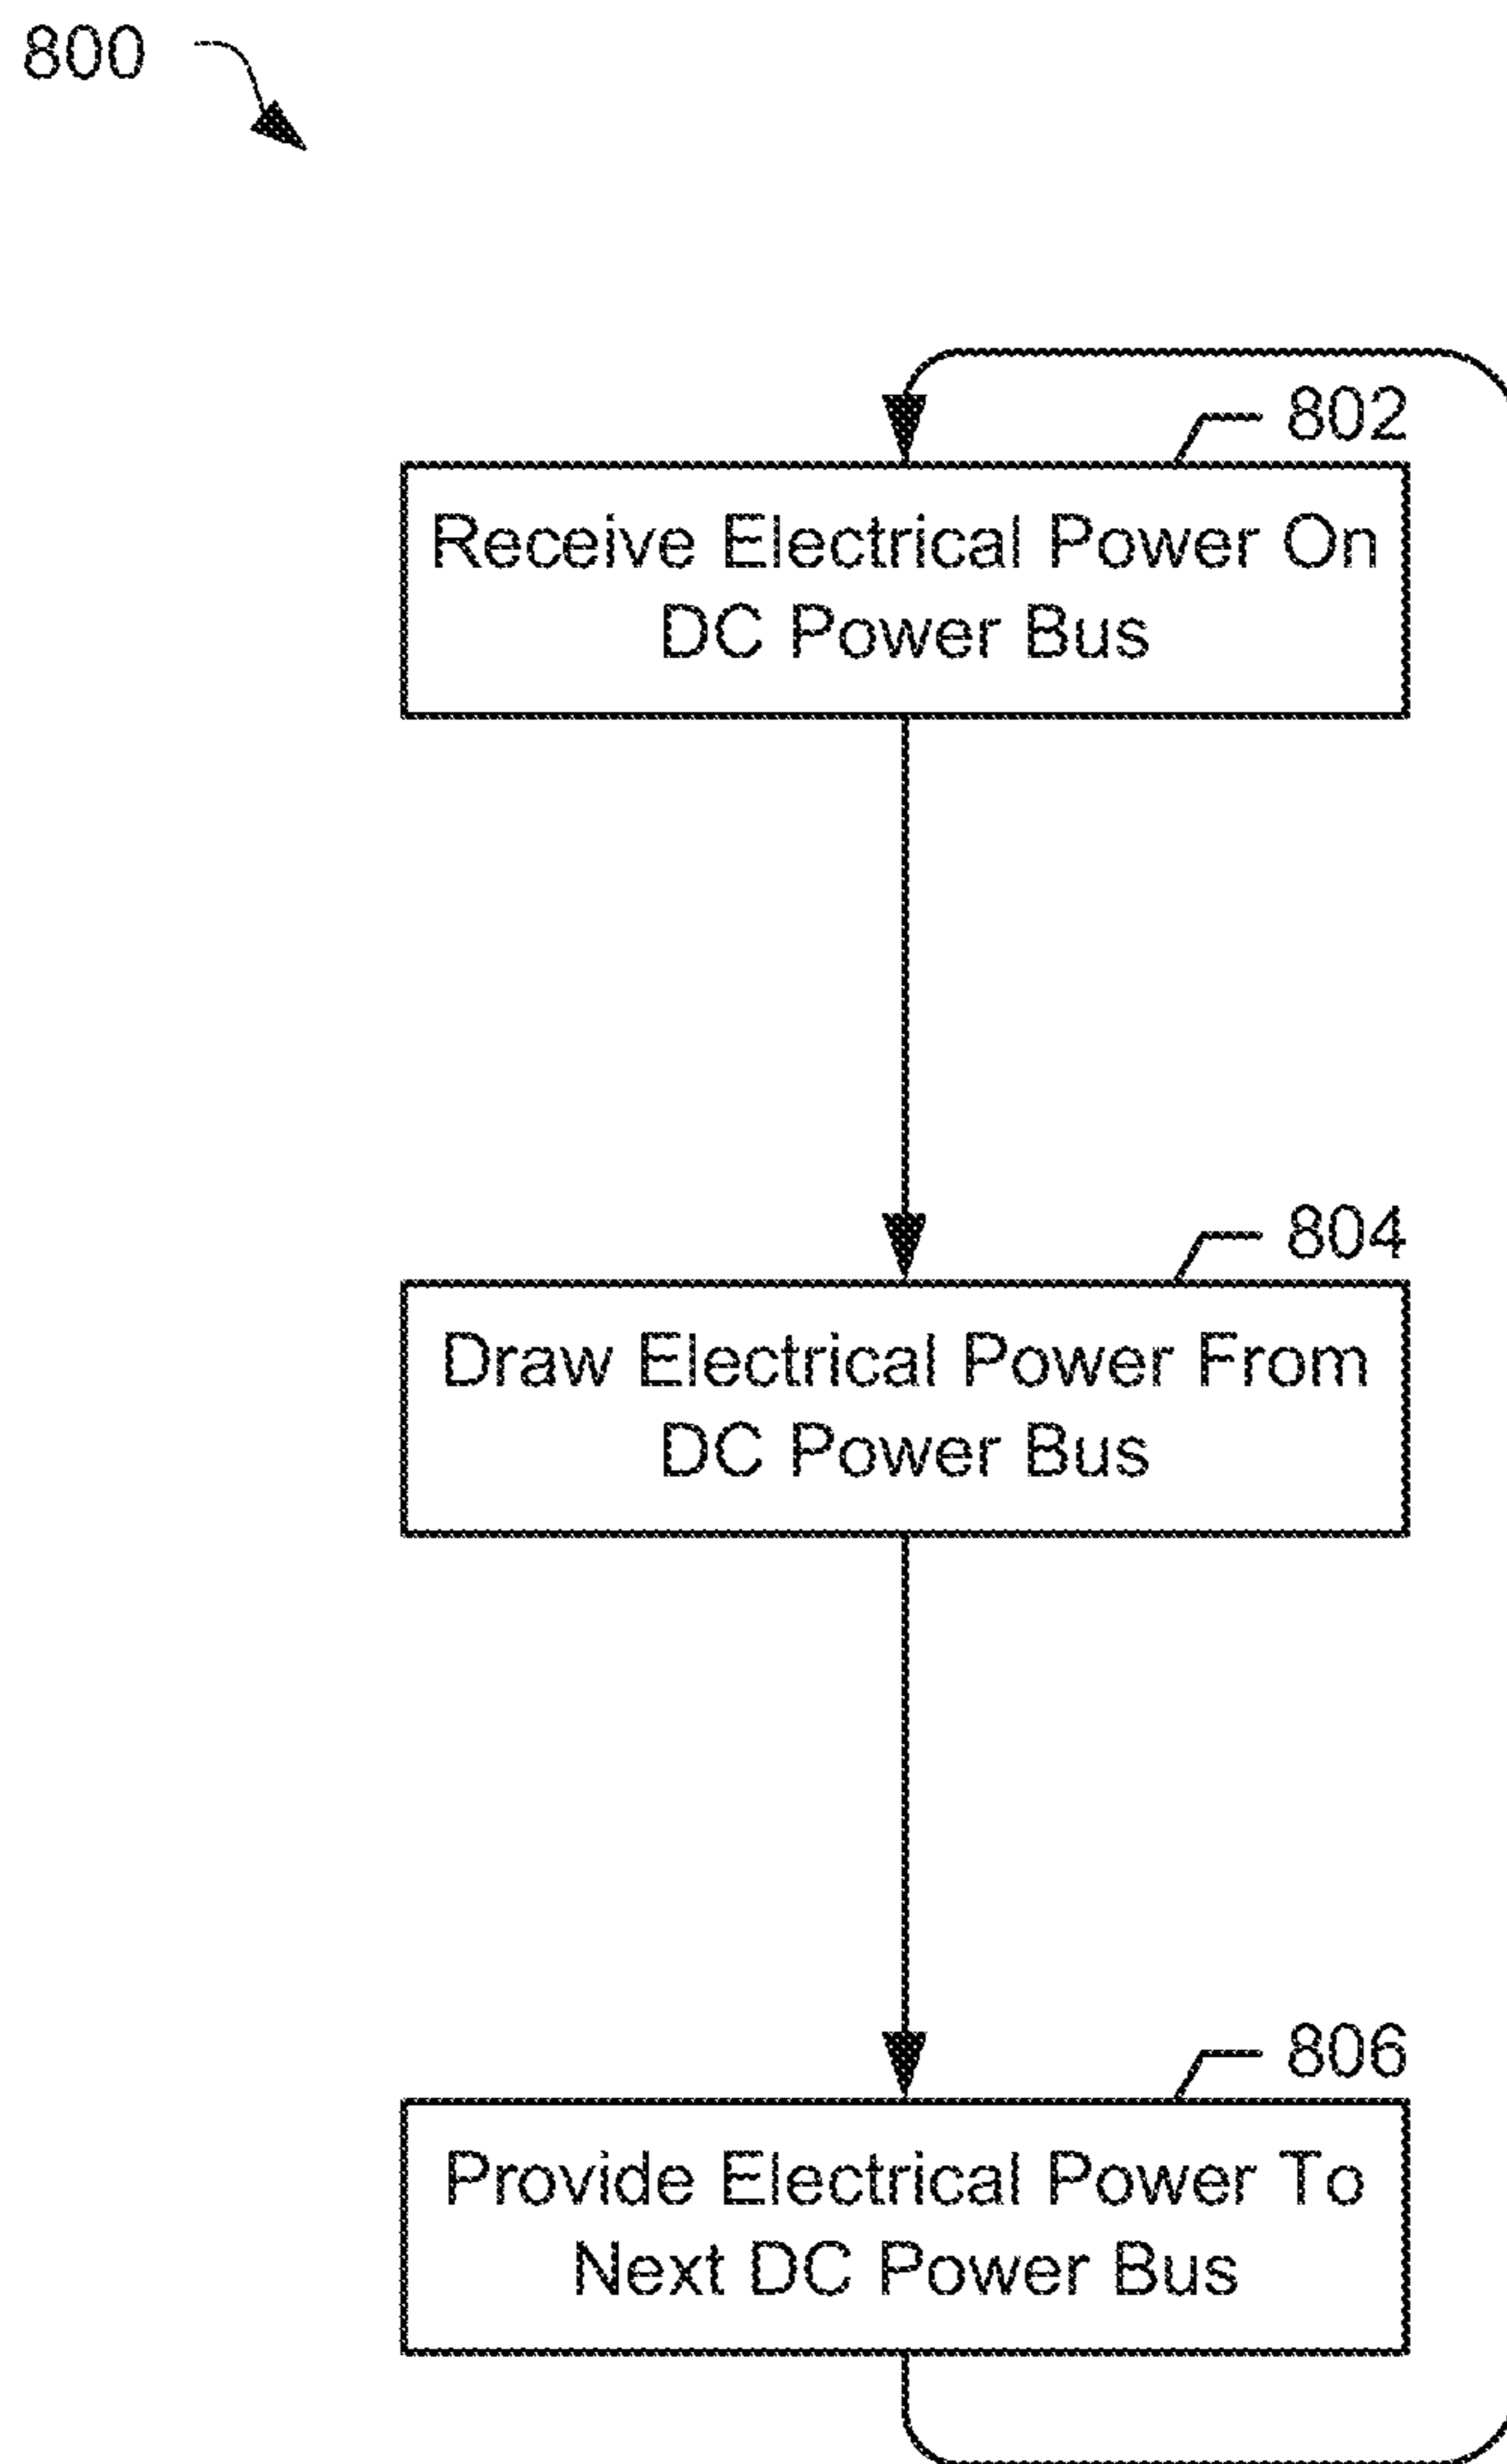 800
802
Receive Electrical Power On
DC Power Bus
804
Draw Electrical Power From
DC Power Bus
806
Provide Electrical Power To
Next DC Power Bus